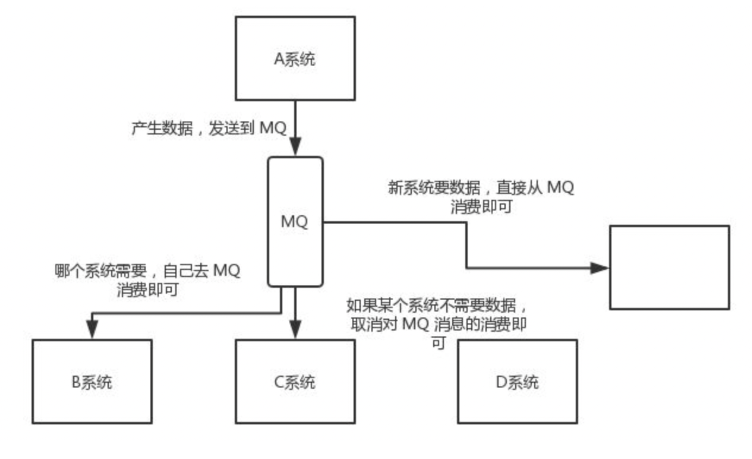 A系统
产生数据，发送到 MQ
MQ
新系统要数据，直接从 MQ
消费即可
哪个系统需要，自己去 MQ
消费即可
如果某个系统不需要数据，
取消对 MQ 消息的消费即
可
B系统
C系统
D系统